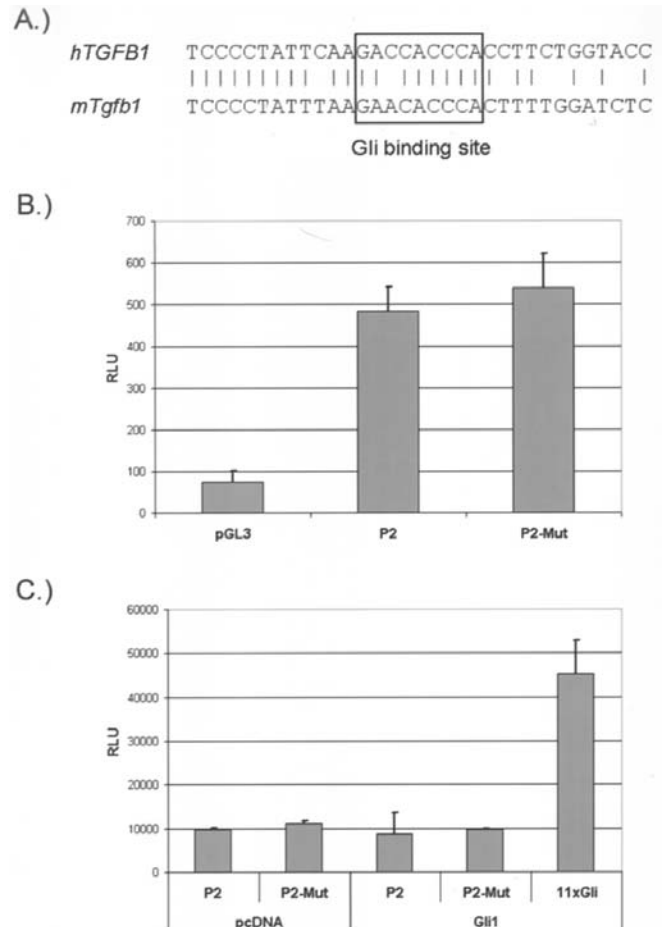 A.)
hTGFB1 TCCCCTATTCAAGACCACCCACCTTCTGGTACC
mTgfb1 TCCCCTATTTAAGAACACCCACTTTTGGATCTC
Gli binding site
B.)
700
600
500
400
300
200
100
0
RLU
pGL3 P2 P2-Mut
C.)
60000
50000
40000
30000
20000
10000
0
RLU
P2 P2-Mut P2 P2-Mut 11xGli
pcDNA Gli1